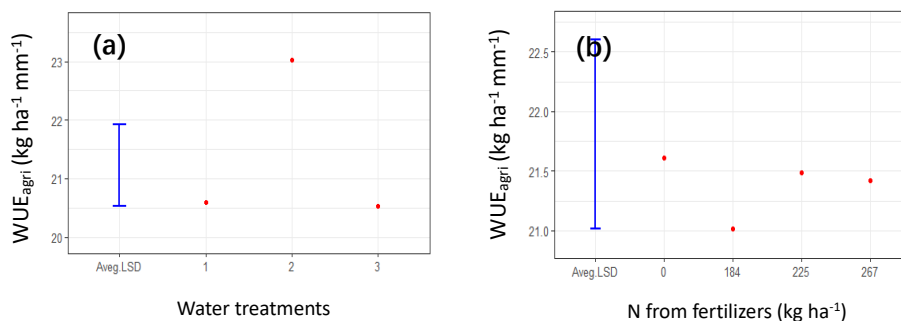 (a)
WUEagri (kg ha-1 mm-1)
23
22
21
20
Aveg.LSD 1 2 3
Water treatments
(b)
WUEagri (kg ha-1 mm-1)
22.5
22.0
21.5
21.0
Aveg.LSD 0 184 225 267
N from fertilizers (kg ha-1)